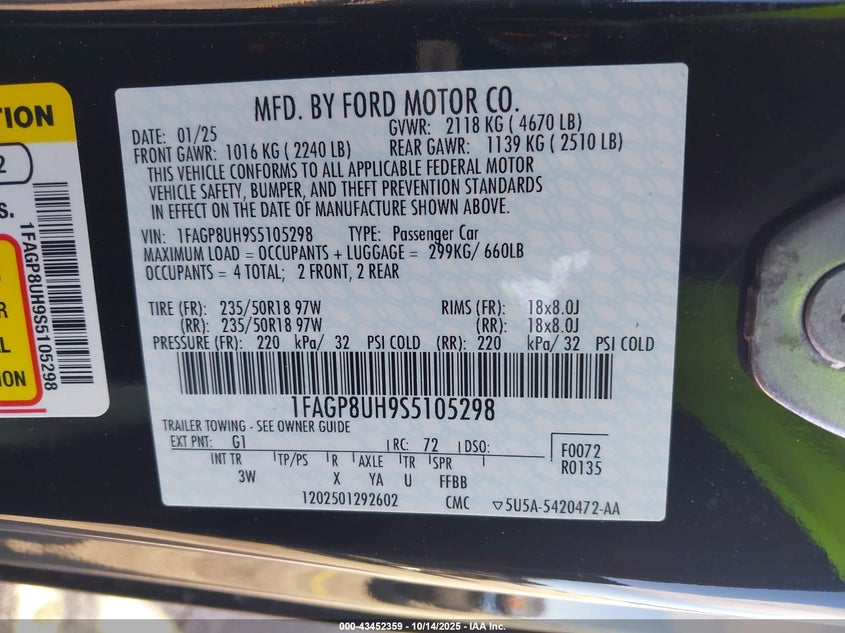 TION
2
S.
1FAGP8UH9S5105298
R
AL
ION
MFD. BY FORD MOTOR CO.
DATE: 01/25 GVWR: 2118 KG ( 4670 LB)
FRONT GAWR: 1016 KG ( 2240 LB) REAR GAWR: 1139 KG ( 2510 LB)
THIS VEHICLE CONFORMS TO ALL APPLICABLE FEDERAL MOTOR
VEHICLE SAFETY, BUMPER, AND THEFT PREVENTION STANDARDS
IN EFFECT ON THE DATE OF MANUFACTURE SHOWN ABOVE.
VIN: 1FAGP8UH9S5105298 TYPE: Passenger Car
MAXIMUM LOAD = OCCUPANTS + LUGGAGE = 299KG/ 660LB
OCCUPANTS = 4 TOTAL; 2 FRONT, 2 REAR
TIRE (FR): 235/50R18 97W RIMS (FR): 18x8.0J
(RR): 235/50R18 97W (RR): 18x8.0J
PRESSURE (FR): 220 kPa/ 32 PSI COLD (RR): 220 kPa/ 32 PSI COLD
1FAGP8UH9S5105298
TRAILER TOWING - SEE OWNER GUIDE
EXT PNT: G1 RC: 72 DSO: F0072
R0135
INT TR TP/PS R AXLE TR SPR
3W X YA U FFBB
1202501292602 CMC 5U5A-5420472-AA
000-43452359 - 10/14/2025 - IAA Inc.